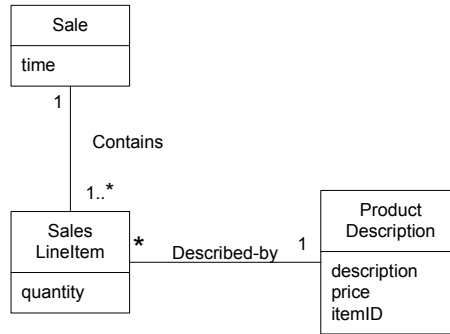 Sale
time
1
Contains
1..*
Sales
LineItem
quantity
*
Described-by
1
Product
Description
description
price
itemID